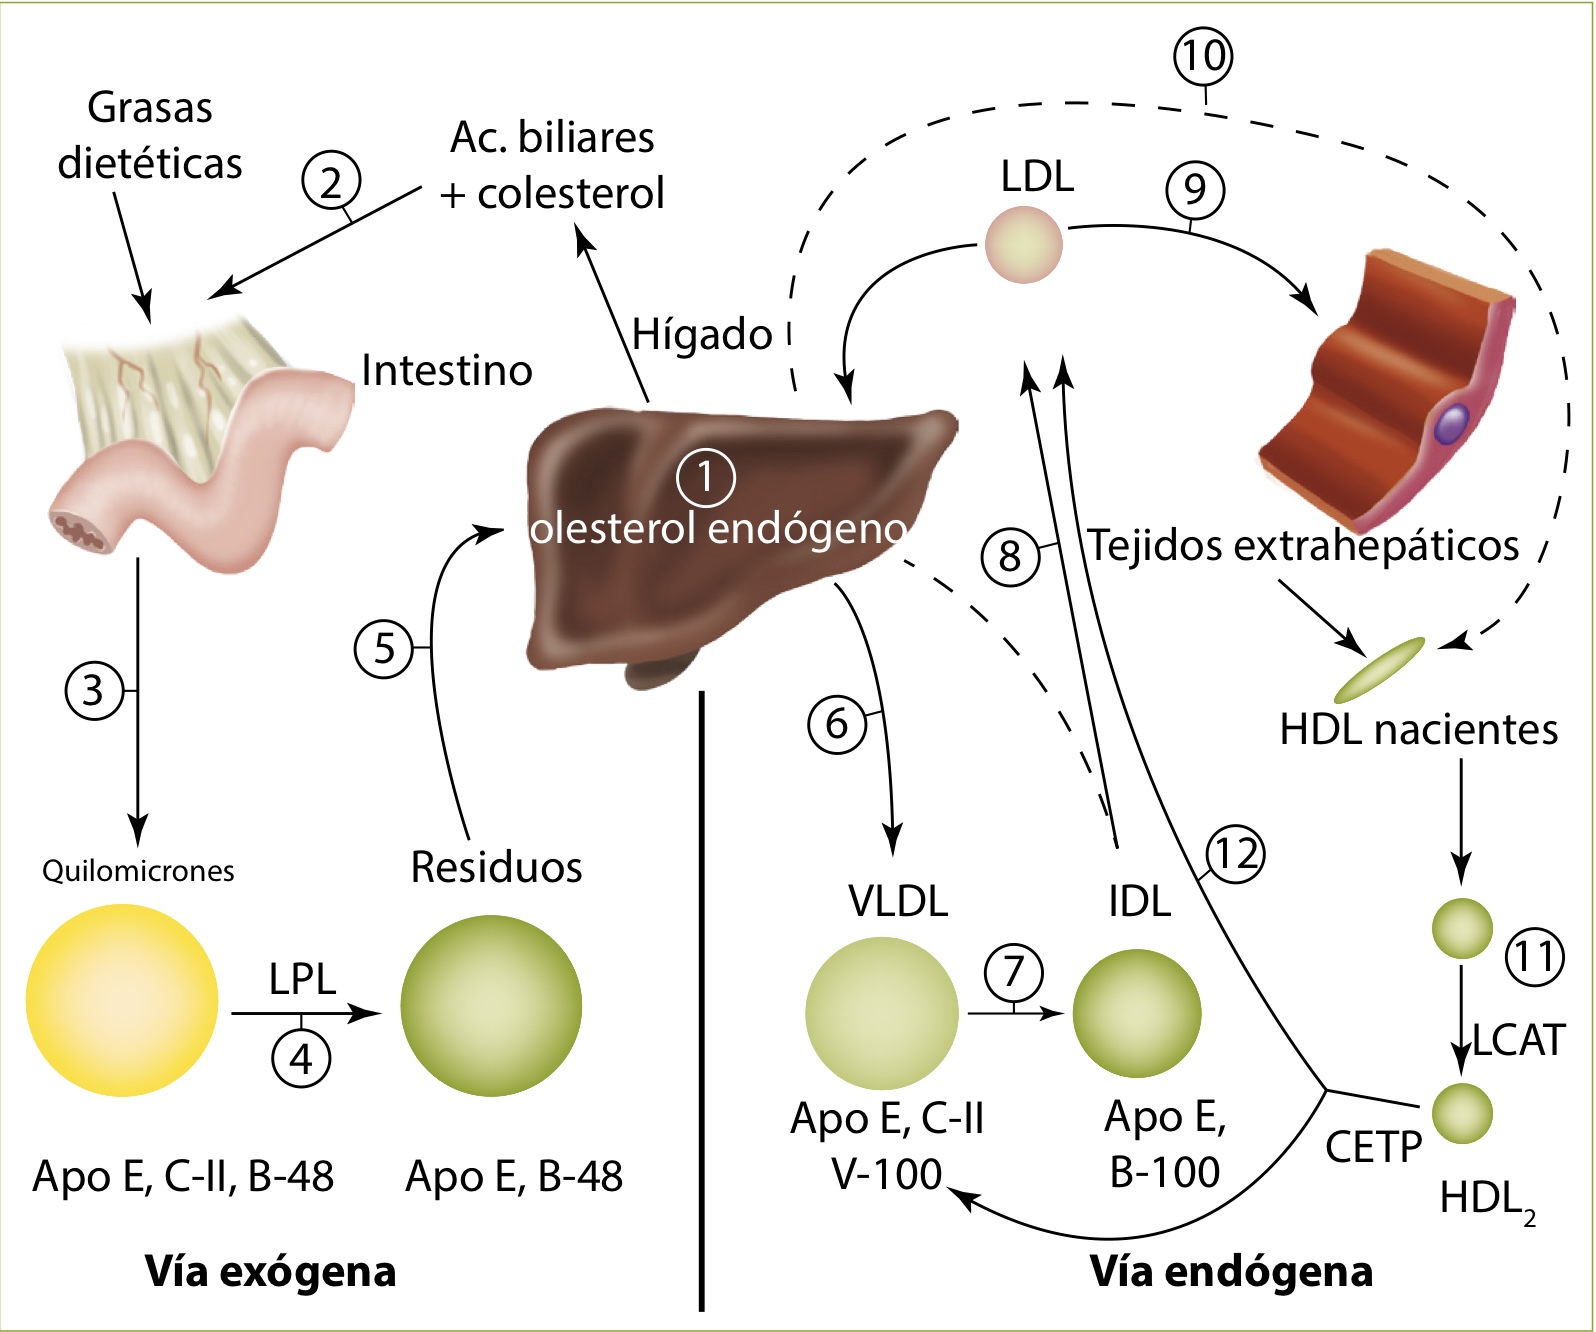 Grasas
dietéticas
2
Ac. biliares
+ colesterol
10
LDL
9
Hígado
Intestino
1
olesterol endógeno
Tejidos extrahepáticos
8
5
3
6
HDL nacientes
Quilomicrones
Residuos
12
VLDL
IDL
11
LPL
4
7
LCAT
Apo E, C-II, B-48
Apo E, B-48
Apo E, C-II
V-100
Apo E,
B-100
CETP
HDL2
Vía exógena
Vía endógena